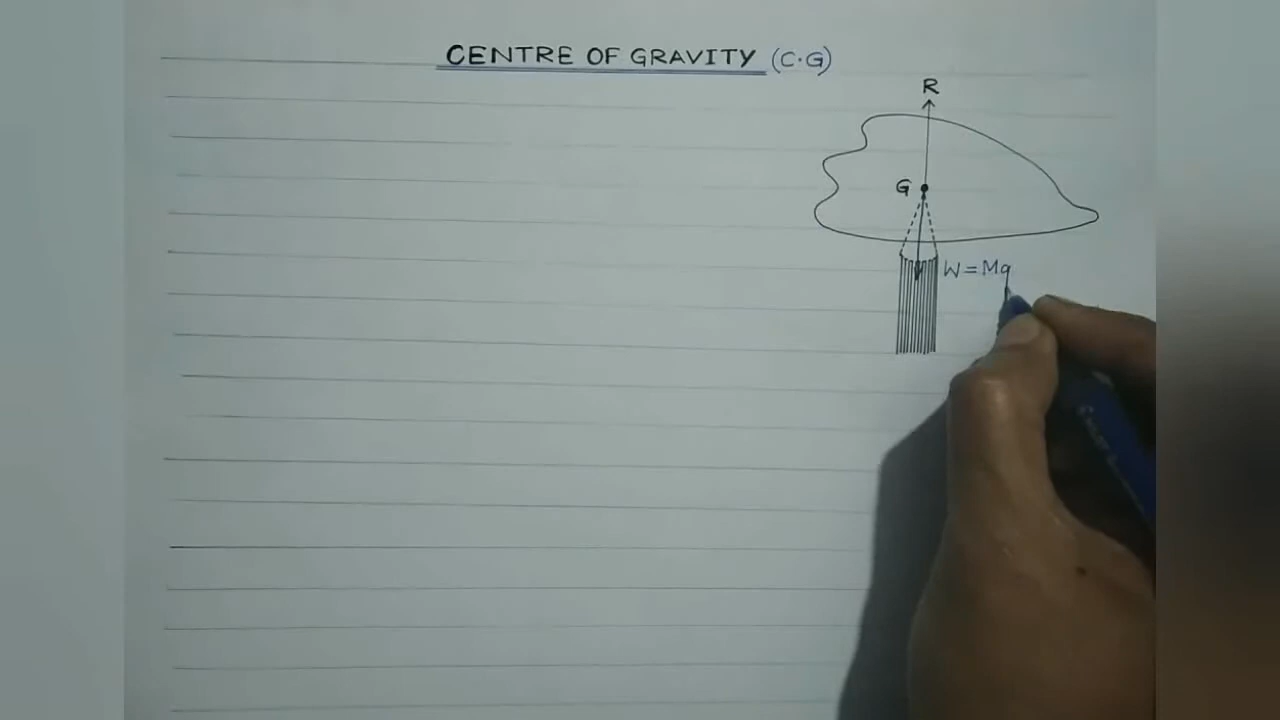 CENTRE OF GRAVITY (C.G)
R
G
W = Mg